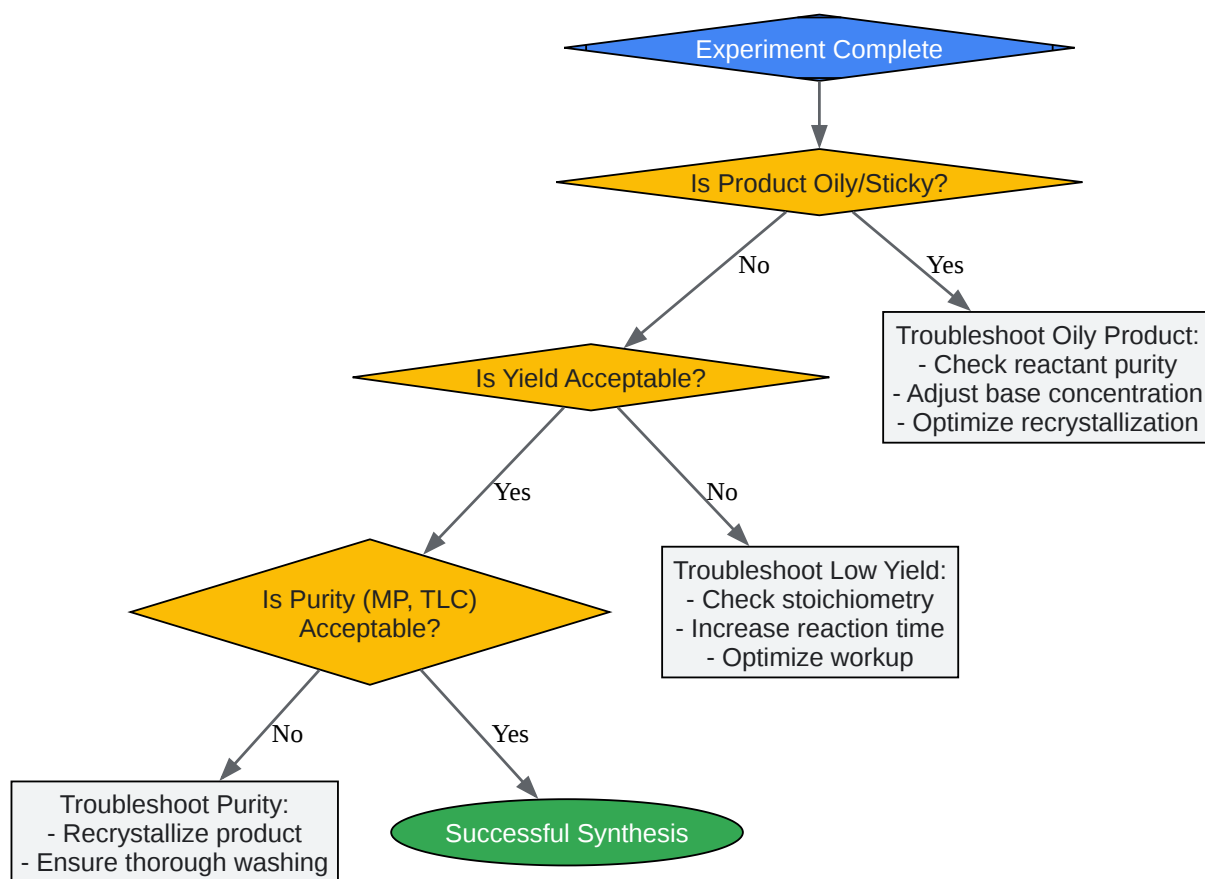 Experiment Complete
Is Product Oily/Sticky?
No
Yes
Troubleshoot Oily Product:
- Check reactant purity
- Adjust base concentration
- Optimize recrystallization
Is Yield Acceptable?
Yes
No
Troubleshoot Low Yield:
- Check stoichiometry
- Increase reaction time
- Optimize workup
Is Purity (MP, TLC)
Acceptable?
No
Yes
Troubleshoot Purity:
- Recrystallize product
- Ensure thorough washing
Successful Synthesis